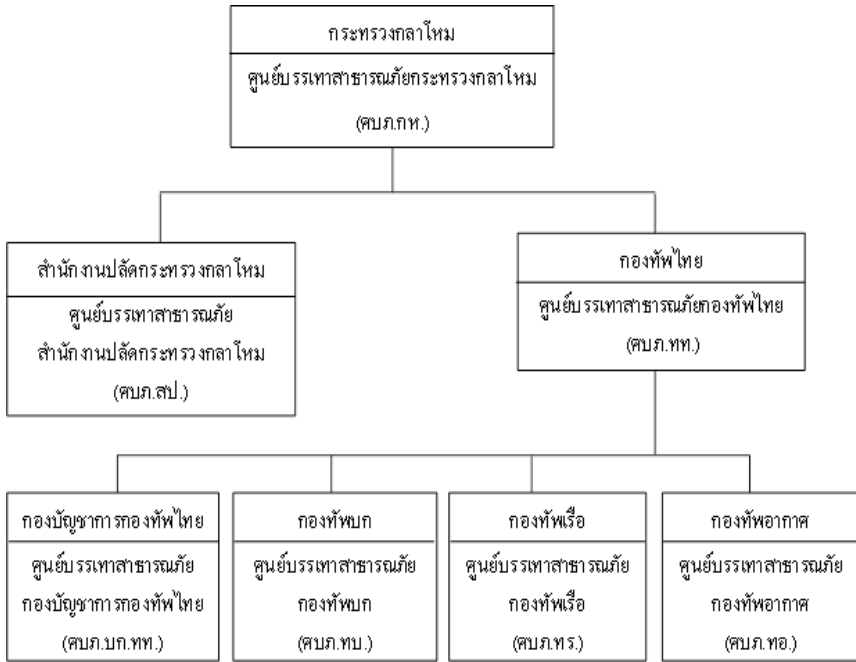 กระทรวงกลาโหม
ศูนย์บรรเทาสาธารณภัยกระทรวงกลาโหม
(ศบภ.กห.)
สำนักงานปลัดกระทรวงกลาโหม
ศูนย์บรรเทาสาธารณภัย
สำนักงานปลัดกระทรวงกลาโหม
(ศบภ.สป.)
กองทัพไทย
ศูนย์บรรเทาสาธารณภัยกองทัพไทย
(ศบภ.ทท.)
กองบัญชาการกองทัพไทย
ศูนย์บรรเทาสาธารณภัย
กองบัญชาการกองทัพไทย
(ศบภ.บก.ทท.)
กองทัพบก
ศูนย์บรรเทาสาธารณภัย
กองทัพบก
(ศบภ.ทบ.)
กองทัพเรือ
ศูนย์บรรเทาสาธารณภัย
กองทัพเรือ
(ศบภ.ทร.)
กองทัพอากาศ
ศูนย์บรรเทาสาธารณภัย
กองทัพอากาศ
(ศบภ.ทอ.)